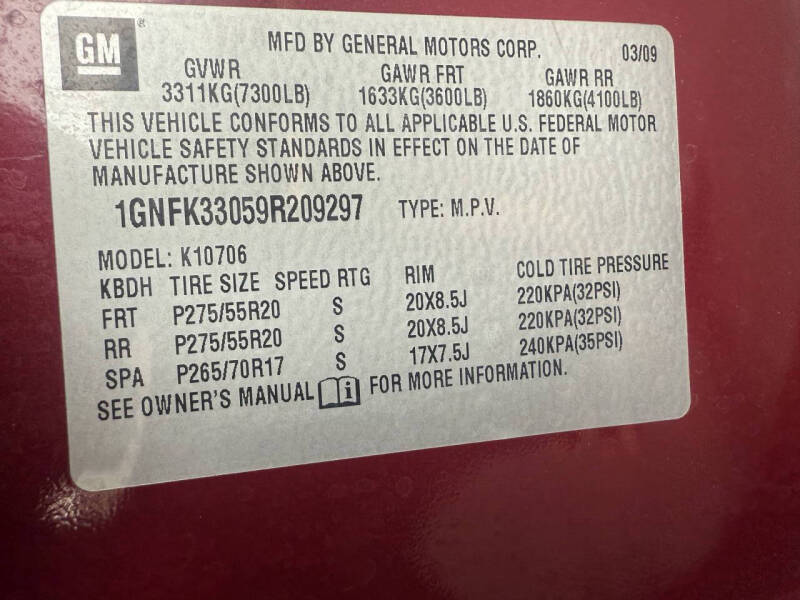 GM® MFD BY GENERAL MOTORS CORP. 03/09
GVWR GAWR FRT GAWR RR
3311KG(7300LB) 1633KG(3600LB) 1860KG(4100LB)
THIS VEHICLE CONFORMS TO ALL APPLICABLE U.S. FEDERAL MOTOR
VEHICLE SAFETY STANDARDS IN EFFECT ON THE DATE OF
MANUFACTURE SHOWN ABOVE.
1GNFK33059R209297 TYPE: M.P.V.
MODEL: K10706
KBDH TIRE SIZE SPEED RTG RIM COLD TIRE PRESSURE
FRT P275/55R20 S 20X8.5J 220KPA(32PSI)
RR P275/55R20 S 20X8.5J 220KPA(32PSI)
SPA P265/70R17 S 17X7.5J 240KPA(35PSI)
SEE OWNER'S MANUAL i FOR MORE INFORMATION.